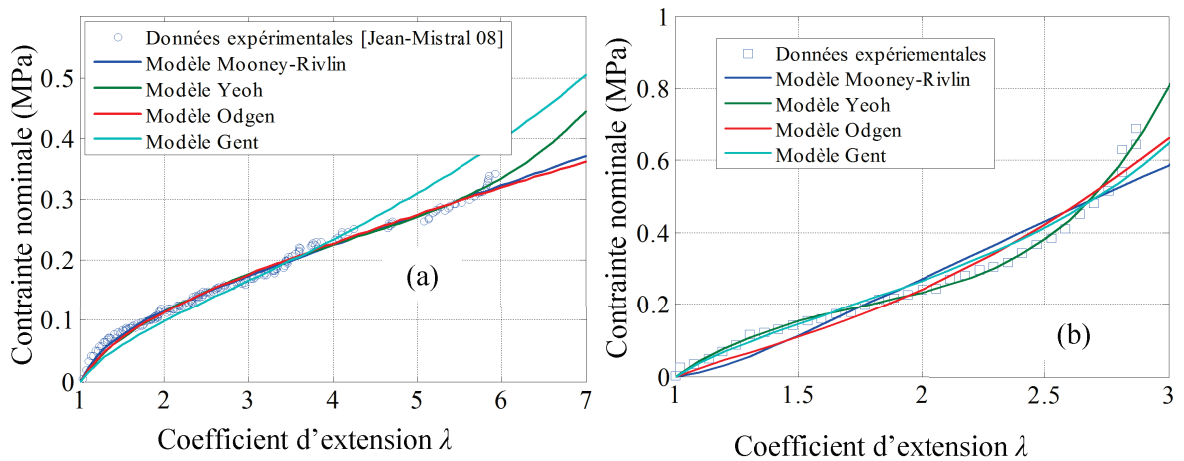 Données expérimentales [Jean-Mistral 08]
Modèle Mooney-Rivlin
Modèle Yeoh
Modèle Odgen
Modèle Gent
Contrainte nominale (MPa)
0.5
0.4
0.3
0.2
0.1
0
(a)
1 2 3 4 5 6 7
Coefficient d’extension λ
Données expériementales
Modèle Mooney-Rivlin
Modèle Yeoh
Modèle Odgen
Modèle Gent
Contrainte nominale (MPa)
1
0.8
0.6
0.4
0.2
0
(b)
1 1.5 2 2.5 3
Coefficient d’extension λ